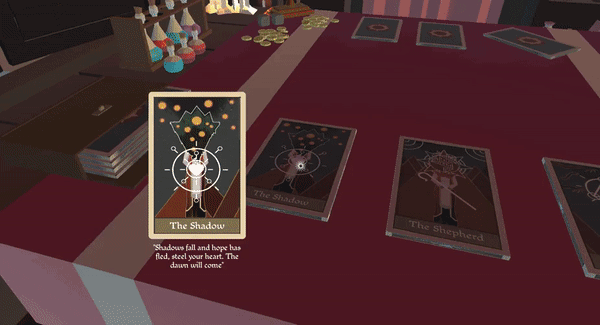 The Shadow
"Shadows fall and hope has
fled, steel your heart. The
dawn will come"
The Shadow
The Shepherd